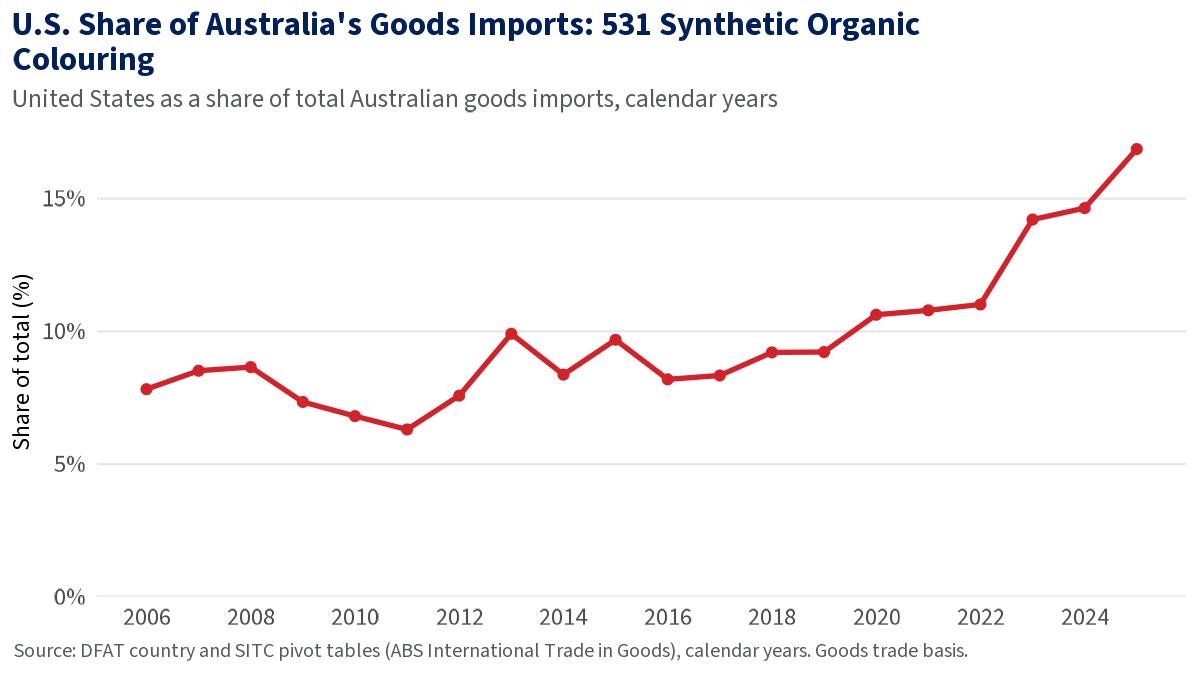 U.S. Share of Australia's Goods Imports: 531 Synthetic Organic
Colouring
United States as a share of total Australian goods imports, calendar years
Share of total (%)
15%
10%
5%
0%
2006 2008 2010 2012 2014 2016 2018 2020 2022 2024
Source: DFAT country and SITC pivot tables (ABS International Trade in Goods), calendar years. Goods trade basis.